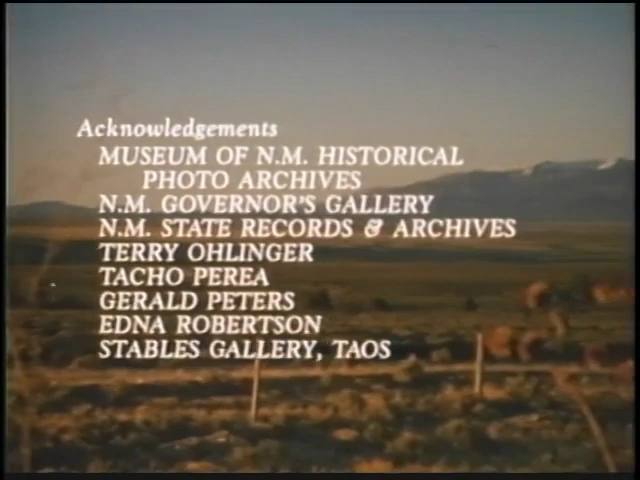 Acknowledgements
MUSEUM OF N.M. HISTORICAL
PHOTO ARCHIVES
N.M. GOVERNOR'S GALLERY
N.M. STATE RECORDS & ARCHIVES
TERRY OHLINGER
TACHO PEREA
GERALD PETERS
EDNA ROBERTSON
STABLES GALLERY, TAOS